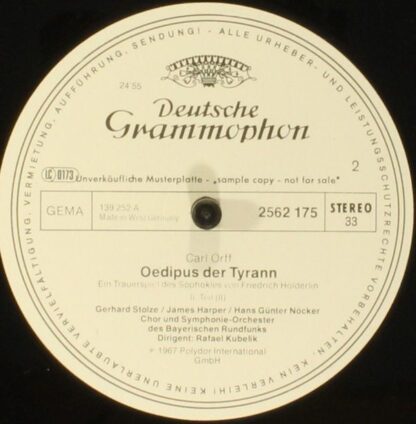 KEINE UNERLAUBTE VERVIELFÄLTIGUNG, VERMIETUNG, AUFFÜHRUNG, SENDUNG! - ALLE URHEBER- UND LEISTUNGSSCHUTZRECHTE VORBEHALTEN. KEIN VERLEIH!
24'55
Deutsche
Grammophon
2
LC 0173
Unverkäufliche Musterplatte - „sample copy - not for sale"
GEMA
139 252 A
Made in West Germany
2562 175
STEREO
33
Carl Orff
Oedipus der Tyrann
Ein Trauerspiel des Sophokles von Friedrich Hölderlin
Gerhard Stolze / James Harper / Hans Günter Nöcker
Chor und Symphonie-Orchester
des Bayerischen Rundfunks
Dirigent: Rafael Kubelik
℗ 1967 Polydor International
GmbH